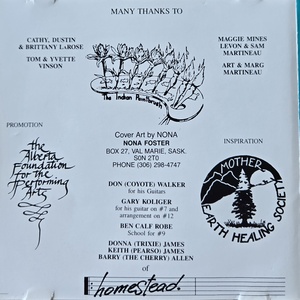 MANY THANKS TO
CATHY, DUSTIN
& BRITTANY LaROSE
TOM & YVETTE
VINSON
MAGGIE MINES
LEVON & SAM
MARTINEAU
ART & MARG
MARTINEAU
The Indian Paintbrush
Cover Art by NONA
NONA FOSTER
BOX 27, VAL MARIE, SASK.
S0N 2T0
PHONE (306) 298-4747
PROMOTION
the
Alberta
Foundation
for the
Performing
Arts
INSPIRATION
MOTHER
EARTH HEALING SOCIETY
DON (COYOTE) WALKER
for his Guitars
GARY KOLIGER
for his guitar on #7 and
arrangement on #12
BEN CALF ROBE
School for #9
DONNA (TRIXIE) JAMES
KEITH (PEARSO) JAMES
BARRY (THE CHERRY) ALLEN
of
homestead